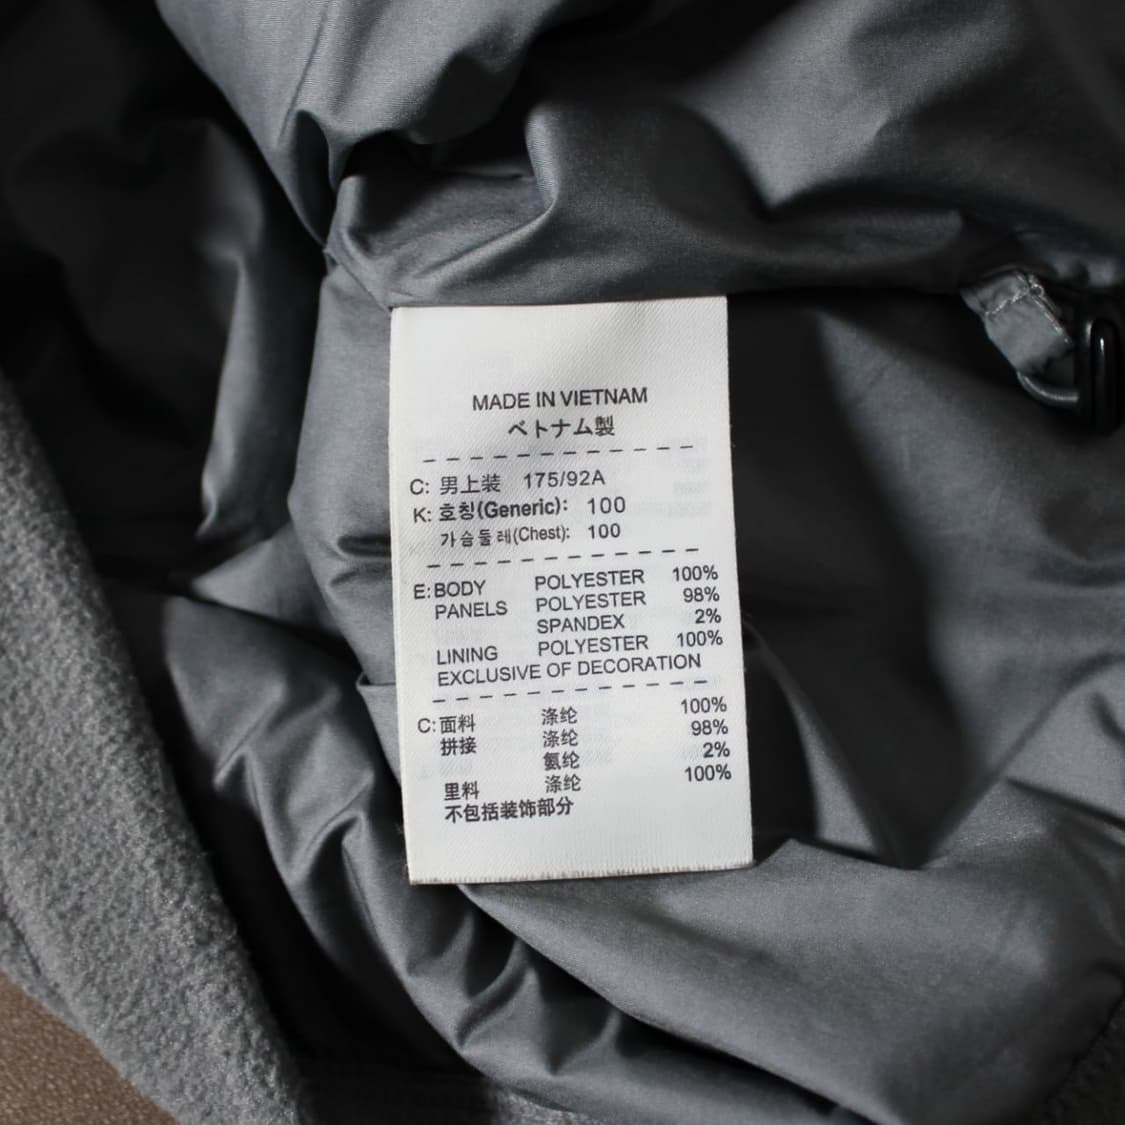 MADE IN VIETNAM
ベトナム製
C: 男上装 175/92A
K: 호칭(Generic): 100
가슴둘레(Chest): 100
E: BODY POLYESTER 100%
PANELS POLYESTER 98%
SPANDEX 2%
LINING POLYESTER 100%
EXCLUSIVE OF DECORATION
C: 面料 涤纶 100%
拼接 涤纶 98%
氨纶 2%
里料 涤纶 100%
不包括装饰部分